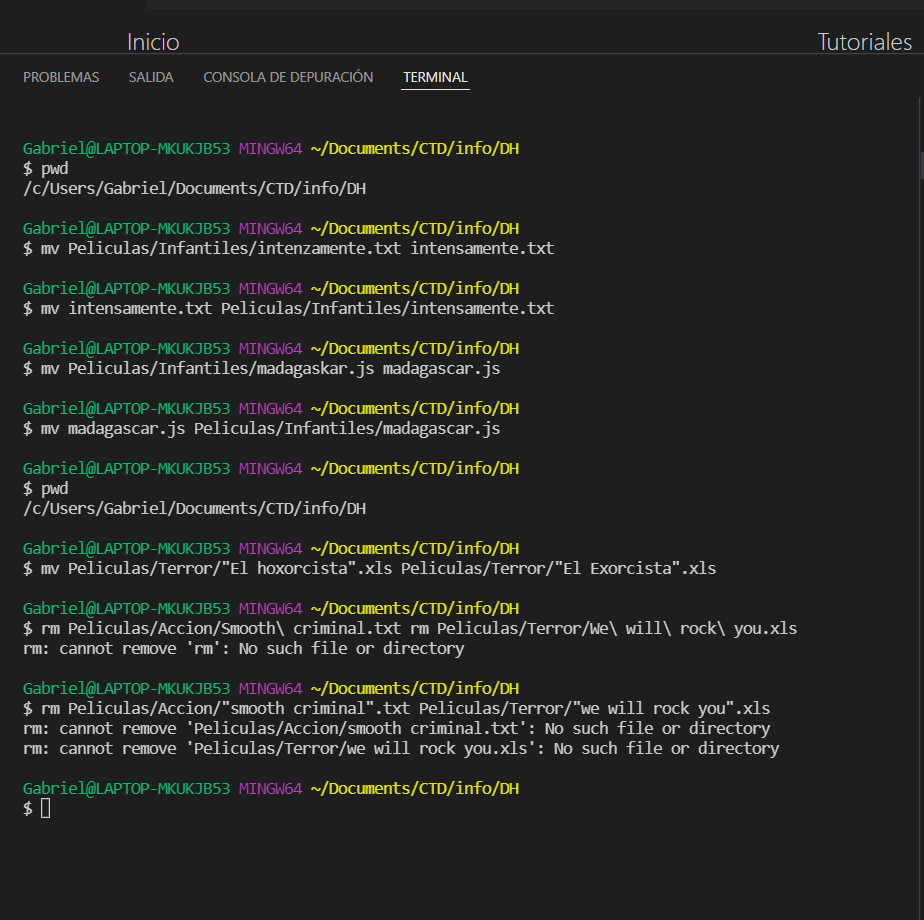 Inicio Tutoriales
PROBLEMAS SALIDA CONSOLA DE DEPURACIÓN TERMINAL
Gabriel@LAPTOP-MKUKJB53 MINGW64 ~/Documents/CTD/info/DH
$ pwd
/c/Users/Gabriel/Documents/CTD/info/DH
Gabriel@LAPTOP-MKUKJB53 MINGW64 ~/Documents/CTD/info/DH
$ mv Peliculas/Infantiles/intenzamente.txt intensamente.txt
Gabriel@LAPTOP-MKUKJB53 MINGW64 ~/Documents/CTD/info/DH
$ mv intensamente.txt Peliculas/Infantiles/intensamente.txt
Gabriel@LAPTOP-MKUKJB53 MINGW64 ~/Documents/CTD/info/DH
$ mv Peliculas/Infantiles/madagaskar.js madagascar.js
Gabriel@LAPTOP-MKUKJB53 MINGW64 ~/Documents/CTD/info/DH
$ mv madagascar.js Peliculas/Infantiles/madagascar.js
Gabriel@LAPTOP-MKUKJB53 MINGW64 ~/Documents/CTD/info/DH
$ pwd
/c/Users/Gabriel/Documents/CTD/info/DH
Gabriel@LAPTOP-MKUKJB53 MINGW64 ~/Documents/CTD/info/DH
$ mv Peliculas/Terror/"El hoxorcista".xls Peliculas/Terror/"El Exorcista".xls
Gabriel@LAPTOP-MKUKJB53 MINGW64 ~/Documents/CTD/info/DH
$ rm Peliculas/Accion/Smooth\ criminal.txt rm Peliculas/Terror/We\ will\ rock\ you.xls
rm: cannot remove 'rm': No such file or directory
Gabriel@LAPTOP-MKUKJB53 MINGW64 ~/Documents/CTD/info/DH
$ rm Peliculas/Accion/"smooth criminal".txt Peliculas/Terror/"we will rock you".xls
rm: cannot remove 'Peliculas/Accion/smooth criminal.txt': No such file or directory
rm: cannot remove 'Peliculas/Terror/we will rock you.xls': No such file or directory
Gabriel@LAPTOP-MKUKJB53 MINGW64 ~/Documents/CTD/info/DH
$